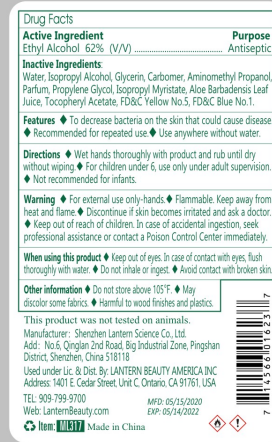 Drug Facts
Active Ingredient Purpose
Ethyl Alcohol 62% (V/V) ................................ Antiseptic
Inactive Ingredients:
Water, Isopropyl Alcohol, Glycerin, Carbomer, Aminomethyl Propanol,
Parfum, Propylene Glycol, Isopropyl Myristate, Aloe Barbadensis Leaf
Juice, Tocopheryl Acetate, FD&C Yellow No.5, FD&C Blue No.1.
Features ♦ To decrease bacteria on the skin that could cause disease
♦ Recommended for repeated use.♦ Use anywhere without water.
Directions ♦ Wet hands thoroughly with product and rub until dry
without wiping.♦ For children under 6, use only under adult supervision.
♦ Not recommended for infants.
Warning ♦ For external use only-hands.♦ Flammable. Keep away from
heat and flame.♦ Discontinue if skin becomes irritated and ask a doctor.
♦ Keep out of reach of children. In case of accidental ingestion, seek
professional assistance or contact a Poison Control Center immediately.
When using this product ♦ Keep out of eyes. In case of contact with eyes, flush
thoroughly with water. ♦ Do not inhale or ingest. ♦ Avoid contact with broken skin.
Other information ♦ Do not store above 105°F. ♦ May
discolor some fabrics. ♦ Harmful to wood finishes and plastics.
This product was not tested on animals.
Manufacturer: Shenzhen Lantern Science Co., Ltd.
Add: No.6, Qinglan 2nd Road, Big Industrial Zone, Pingshan
District, Shenzhen, China 518118
Used under Lic. & Dist. By: LANTERN BEAUTY AMERICA INC
Address: 1401 E. Cedar Street, Unit C. Ontario. CA 91761, USA
TEL: 909-799-9700
Web: LanternBeauty.com
MFD: 05/15/2020
EXP: 05/14/2022
Item: ML317 Made in China
7 14566 01623 7